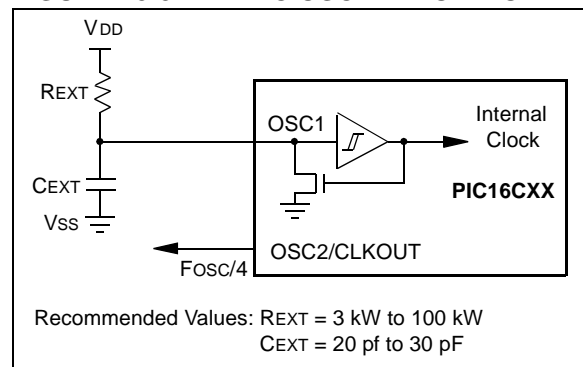 VDD
REXT
OSC1
Internal
Clock
CEXT
PIC16CXX
VSS
OSC2/CLKOUT
FOSC/4
Recommended Values: REXT = 3 kW to 100 kW
CEXT = 20 pf to 30 pF